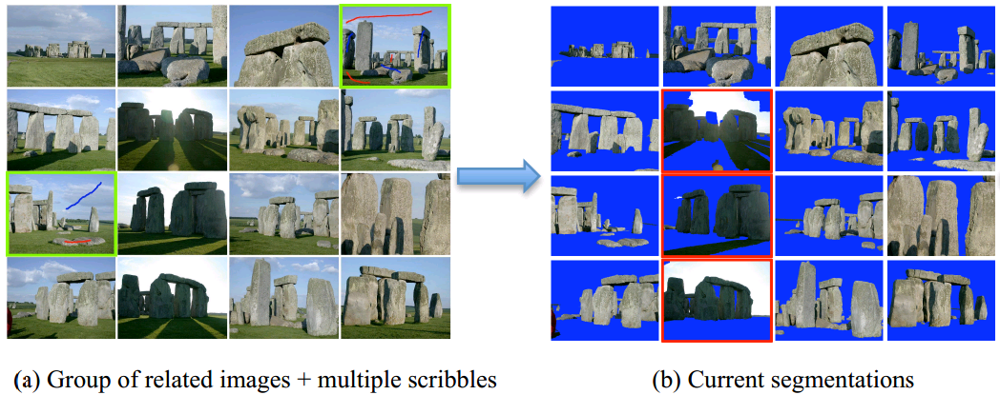 (a) Group of related images + multiple scribbles
(b) Current segmentations